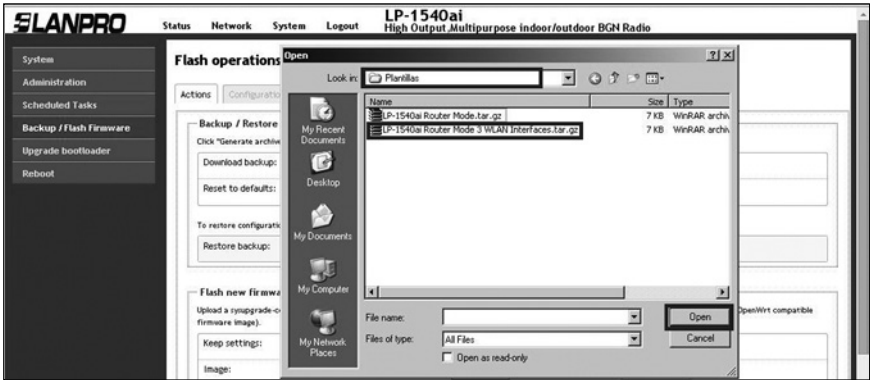 LANPRO
Status Network System Logout
LP-1540ai
High Output,Multipurpose indoor/outdoor BGN Radio
System
Administration
Scheduled Tasks
Backup / Flash Firmware
Upgrade bootloader
Reboot
Flash operations
Actions Configuratio
Backup / Restore
Click "Generate archive
Download backup:
Reset to defaults:
To restore configuratio
Restore backup:
Flash new firmwa
Upload a sysupgrade-co
OpenWrt compatible
firmware image).
Keep settings:
Image:
Open
Look in: Plantillas
My Recent
Documents
Desktop
My Documents
My Computer
My Network
Places
Name Size Type
LP-1540ai Router Mode.tar.gz 7 KB WinRAR archiv
LP-1540ai Router Mode 3 WLAN Interfaces.tar.gz 7 KB WinRAR archiv
File name: Open
Files of type: All Files Cancel
Open as read-only